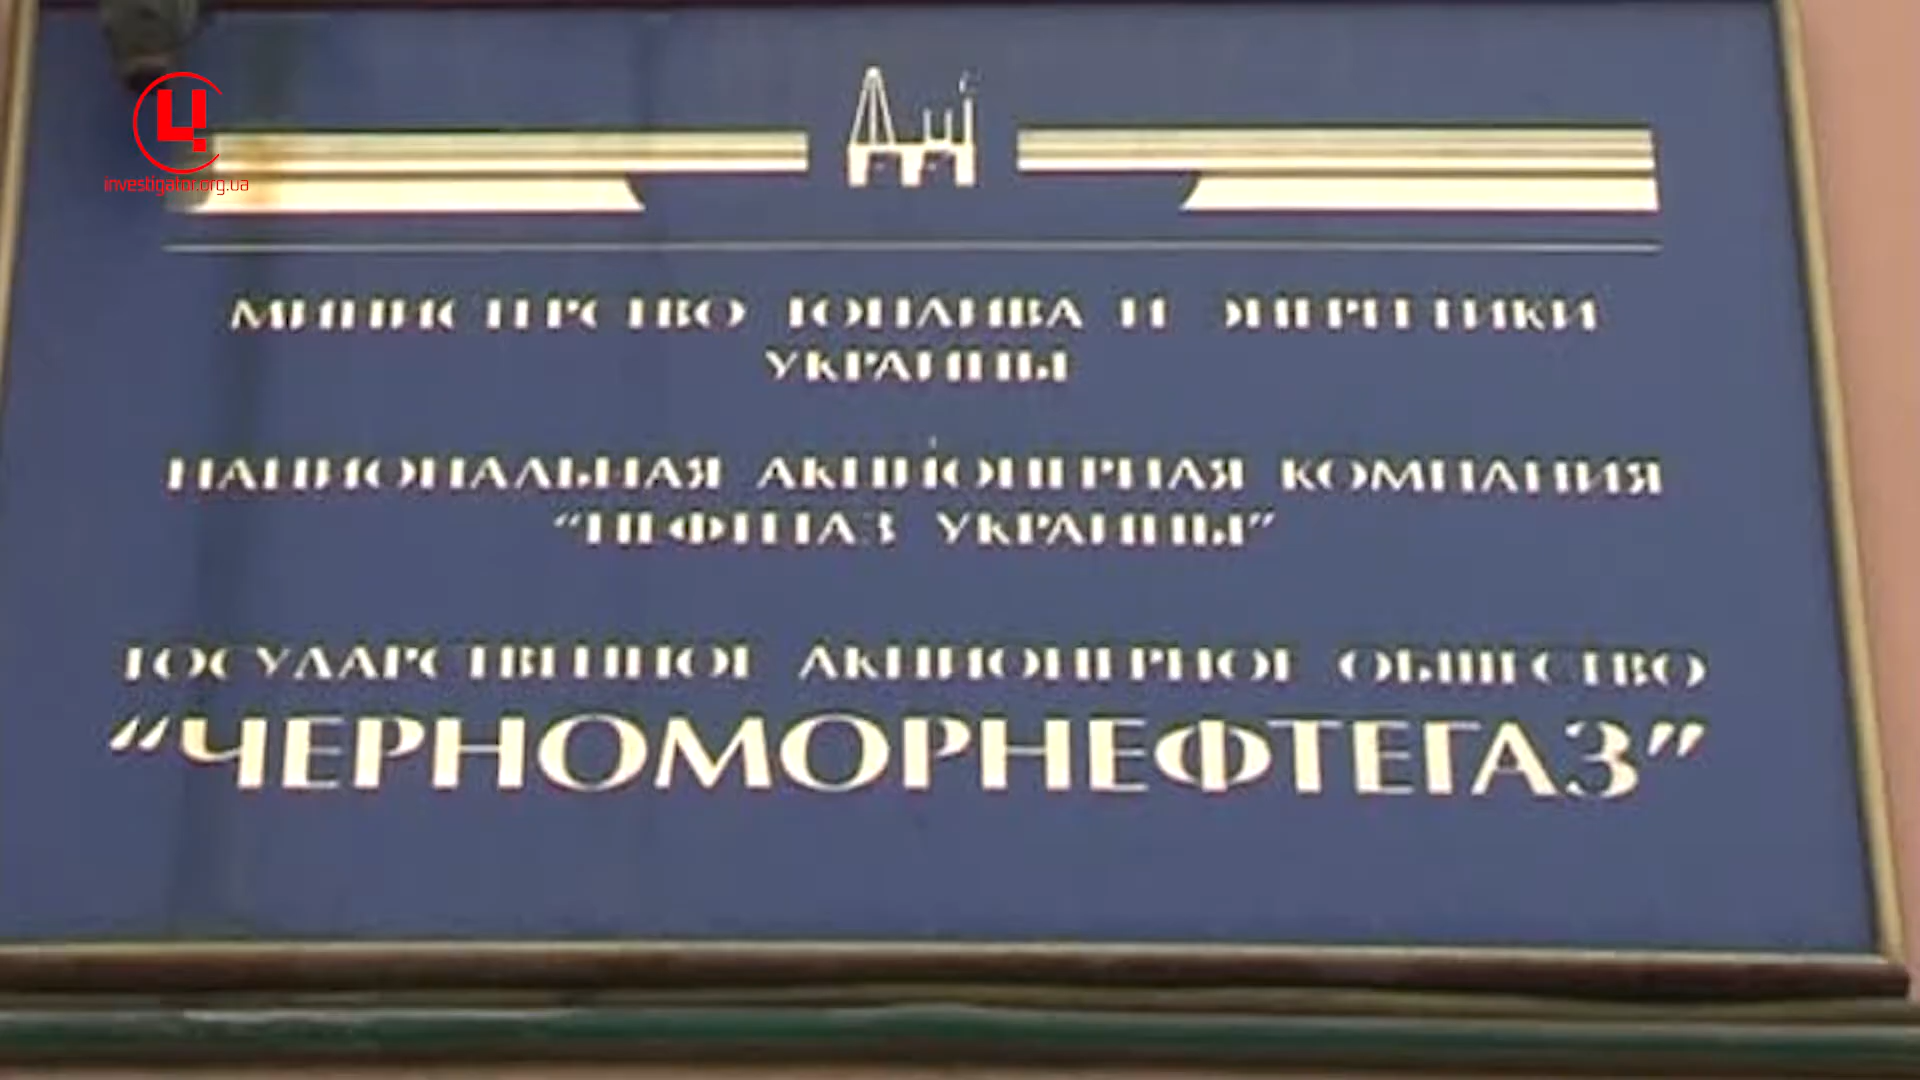 Ц
investigator.org.ua
МИНИСТЕРСТВО ТОПЛИВА И ЭНЕРГЕТИКИ
УКРАИНЫ
НАЦИОНАЛЬНАЯ АКЦИОНЕРНАЯ КОМПАНИЯ
“НЕФТЕГАЗ УКРАИНЫ”
ГОСУДАРСТВЕННОЕ АКЦИОНЕРНОЕ ОБЩЕСТВО
“ЧЕРНОМОРНЕФТЕГАЗ”